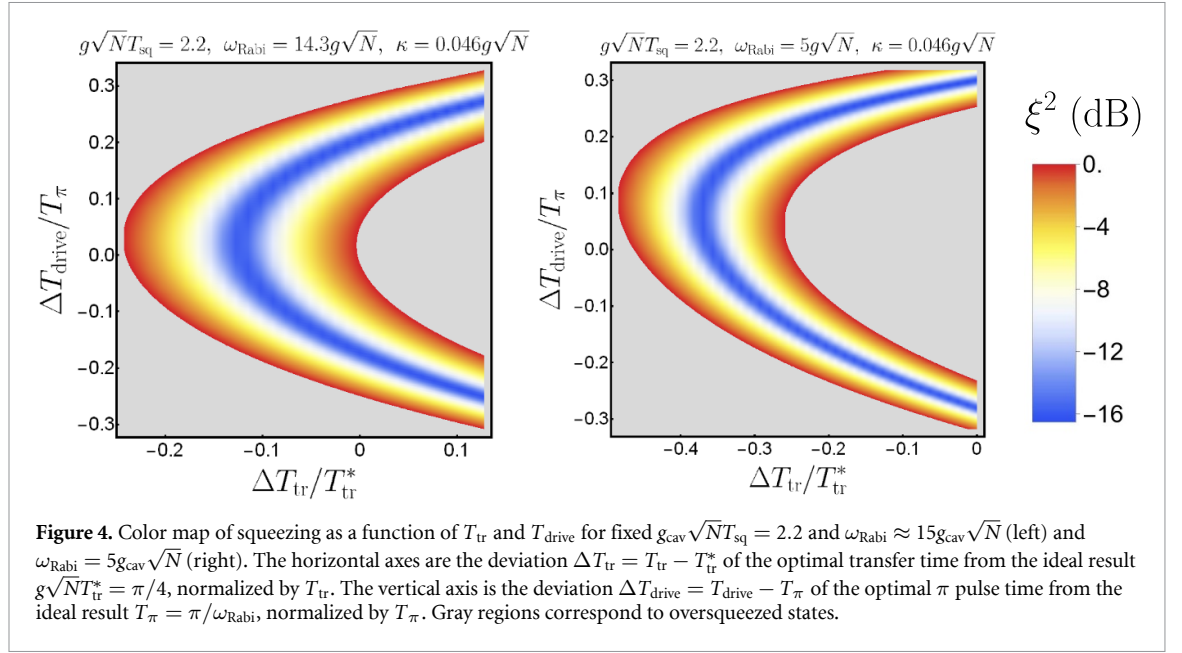 g√N T_sq = 2.2, ω_Rabi = 14.3g√N, κ = 0.046g√N
g√N T_sq = 2.2, ω_Rabi = 5g√N, κ = 0.046g√N
ΔT_drive/T_π
0.3
0.2
0.1
0.0
−0.1
−0.2
−0.3
−0.2
−0.1
0
0.1
ΔT_tr/T*_tr
ΔT_drive/T_π
0.3
0.2
0.1
0.0
−0.1
−0.2
−0.3
−0.4
−0.3
−0.2
−0.1
0
ΔT_tr/T*_tr
ξ² (dB)
0.
−4
−8
−12
−16
Figure 4. Color map of squeezing as a function of T_tr and T_drive for fixed g_cav√N T_sq = 2.2 and ω_Rabi ≈ 15g_cav√N (left) and
ω_Rabi = 5g_cav√N (right). The horizontal axes are the deviation ΔT_tr = T_tr − T*_tr of the optimal transfer time from the ideal result
g√N T*_tr = π/4, normalized by T_tr. The vertical axis is the deviation ΔT_drive = T_drive − T_π of the optimal π pulse time from the
ideal result T_π = π/ω_Rabi, normalized by T_π. Gray regions correspond to oversqueezed states.